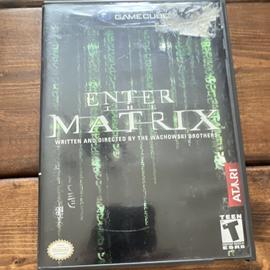 GAMECUBE
ENTER
THE
MATRIX
WRITTEN AND DIRECTED BY THE WACHOWSKI BROTHERS
ATARI
TEEN
T
ESRB